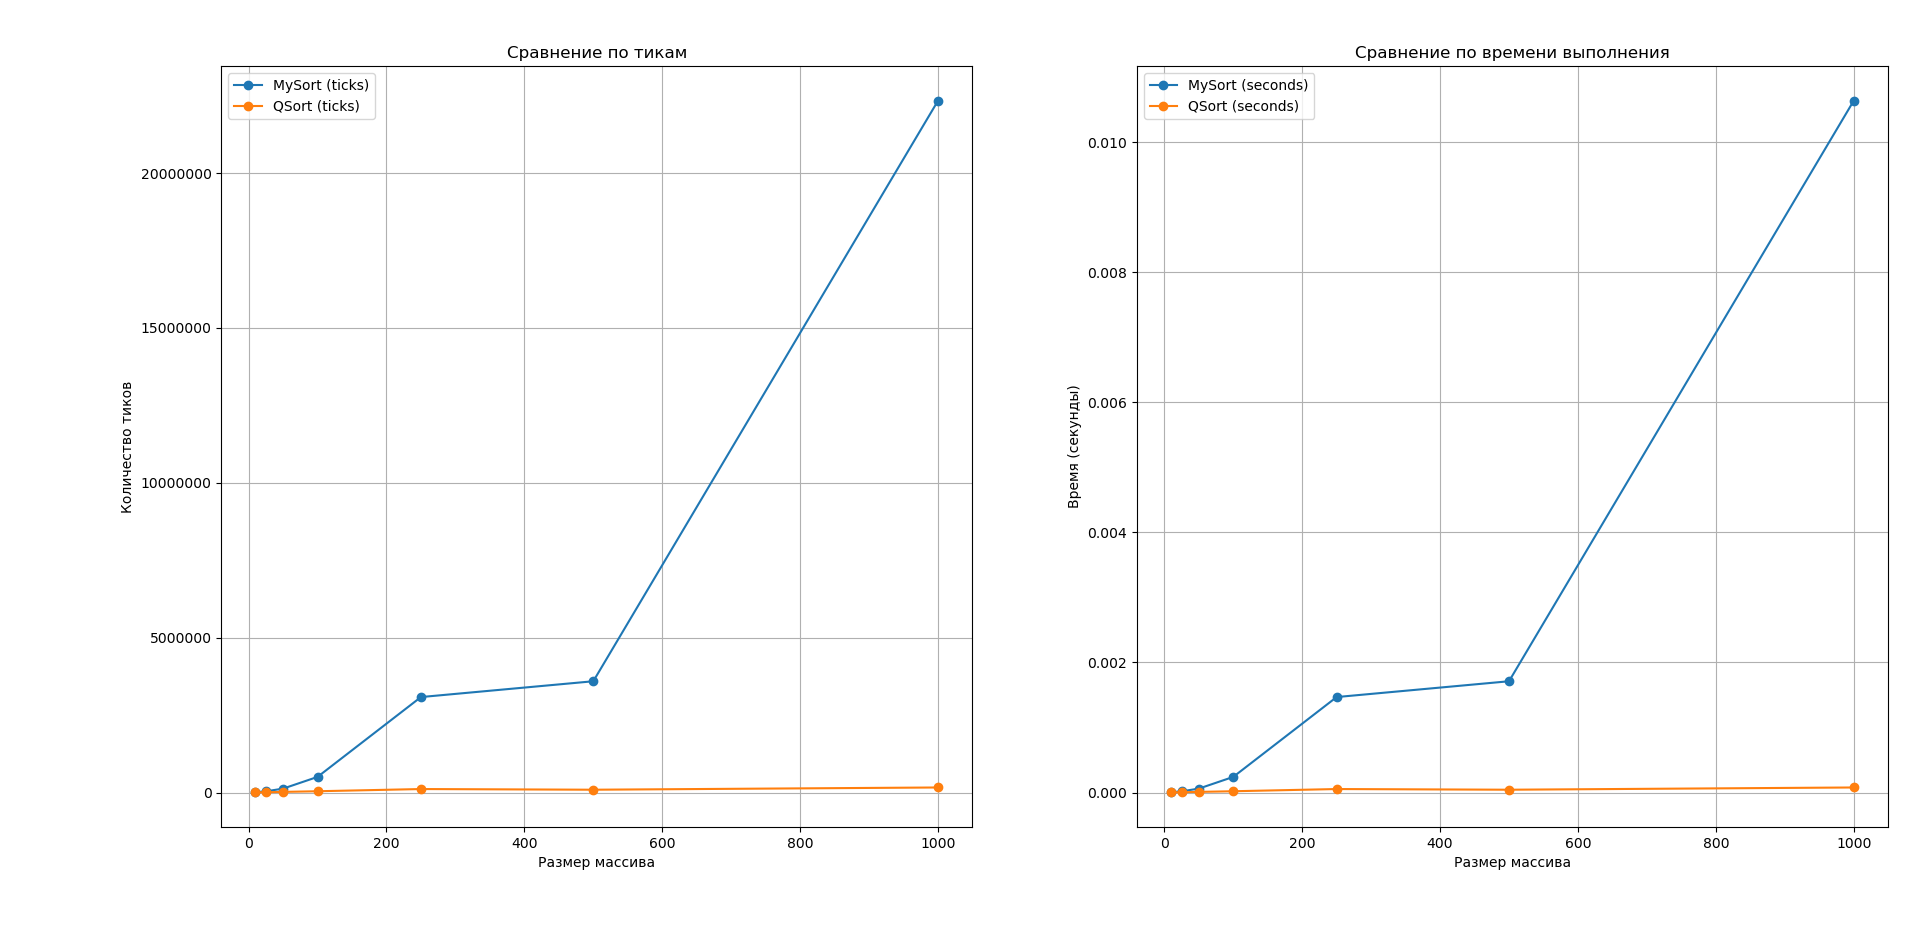 Сравнение по тикам
MySort (ticks)
QSort (ticks)
20000000
15000000
10000000
5000000
0
Количество тиков
0 200 400 600 800 1000
Размер массива
Сравнение по времени выполнения
MySort (seconds)
QSort (seconds)
0.010
0.008
0.006
0.004
0.002
0.000
Время (секунды)
0 200 400 600 800 1000
Размер массива